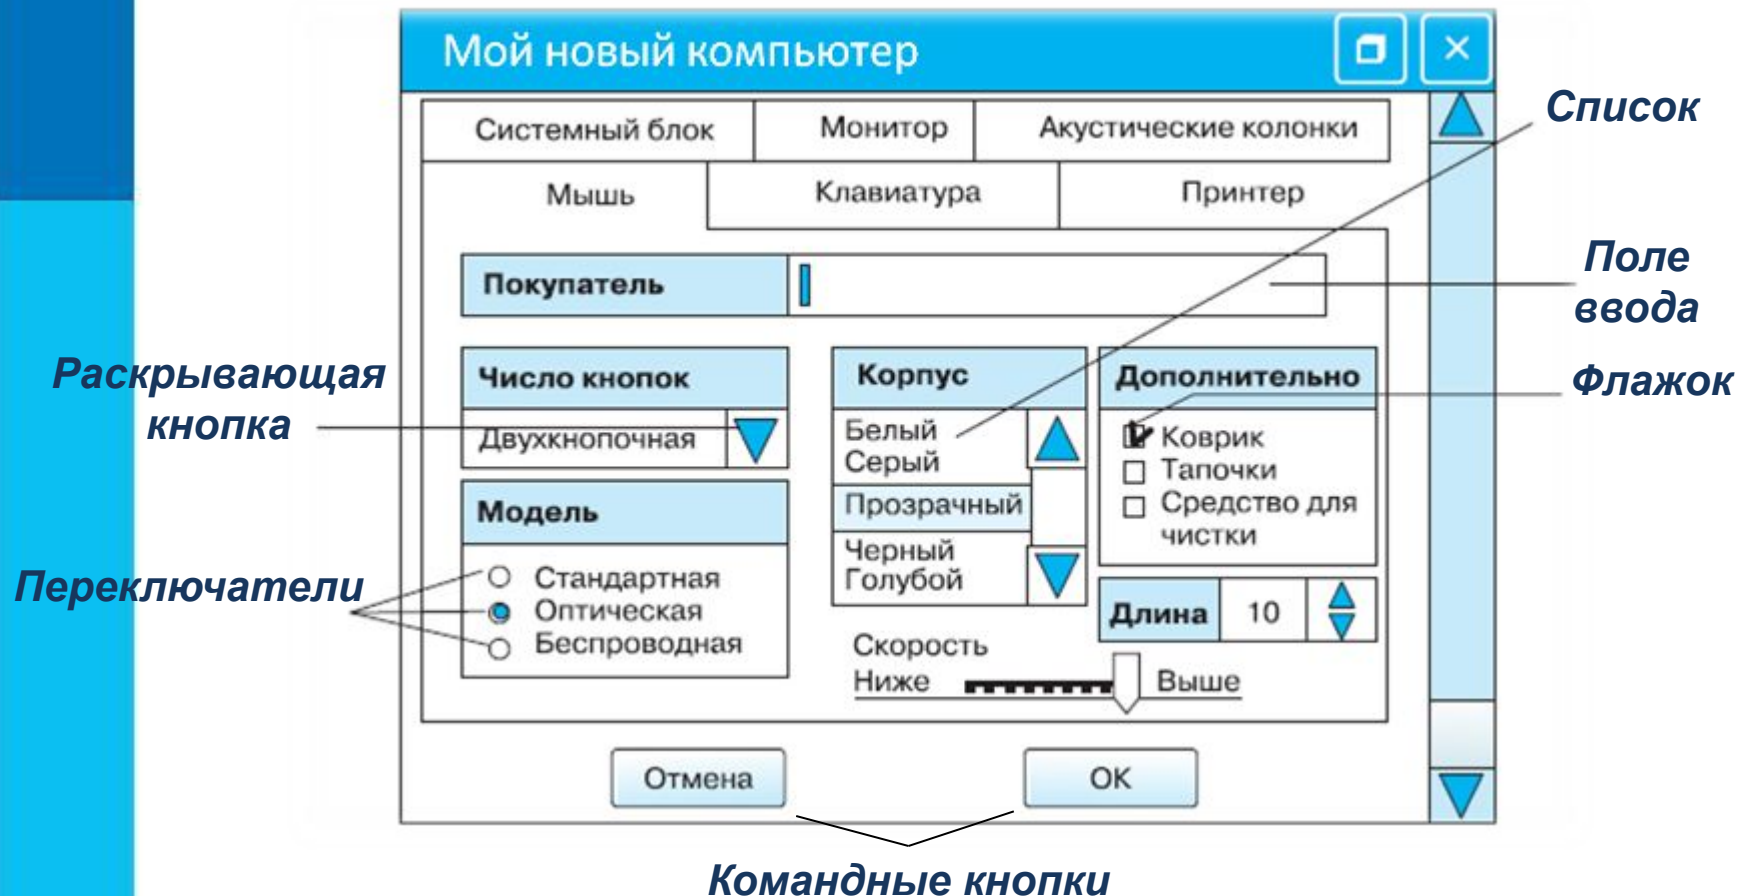 Мой новый компьютер
Список
Системный блок
Монитор
Акустические колонки
Мышь
Клавиатура
Принтер
Поле
ввода
Покупатель
Раскрывающая
кнопка
Число кнопок
Двухкнопочная
Корпус
Белый
Серый
Прозрачный
Черный
Голубой
Дополнительно
Флажок
Коврик
Тапочки
Средство для
чистки
Модель
Переключатели
Стандартная
Оптическая
Беспроводная
Длина
10
Скорость
Ниже
Выше
Отмена
ОК
Командные кнопки